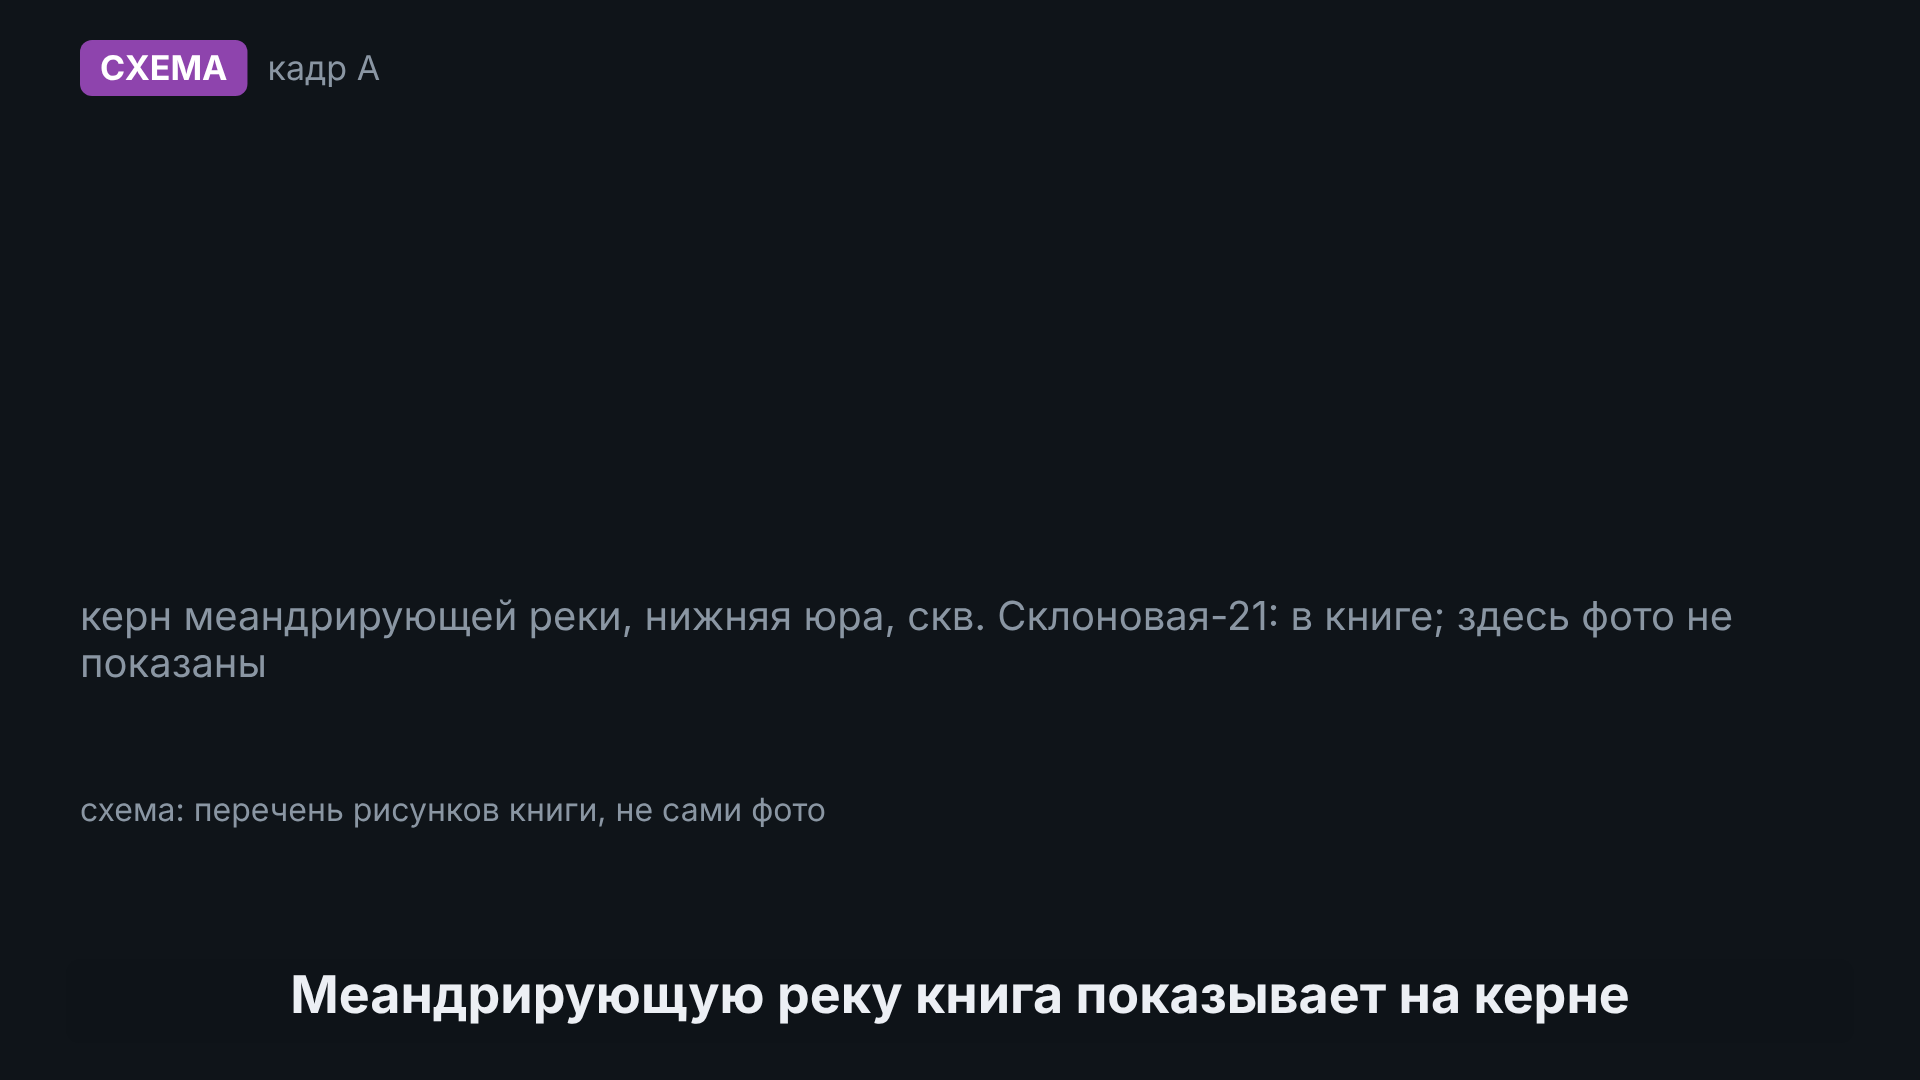 СХЕМА кадр А
керн меандрирующей реки, нижняя юра, скв. Склоновая-21: в книге; здесь фото не
показаны
схема: перечень рисунков книги, не сами фото
Меандрирующую реку книга показывает на керне